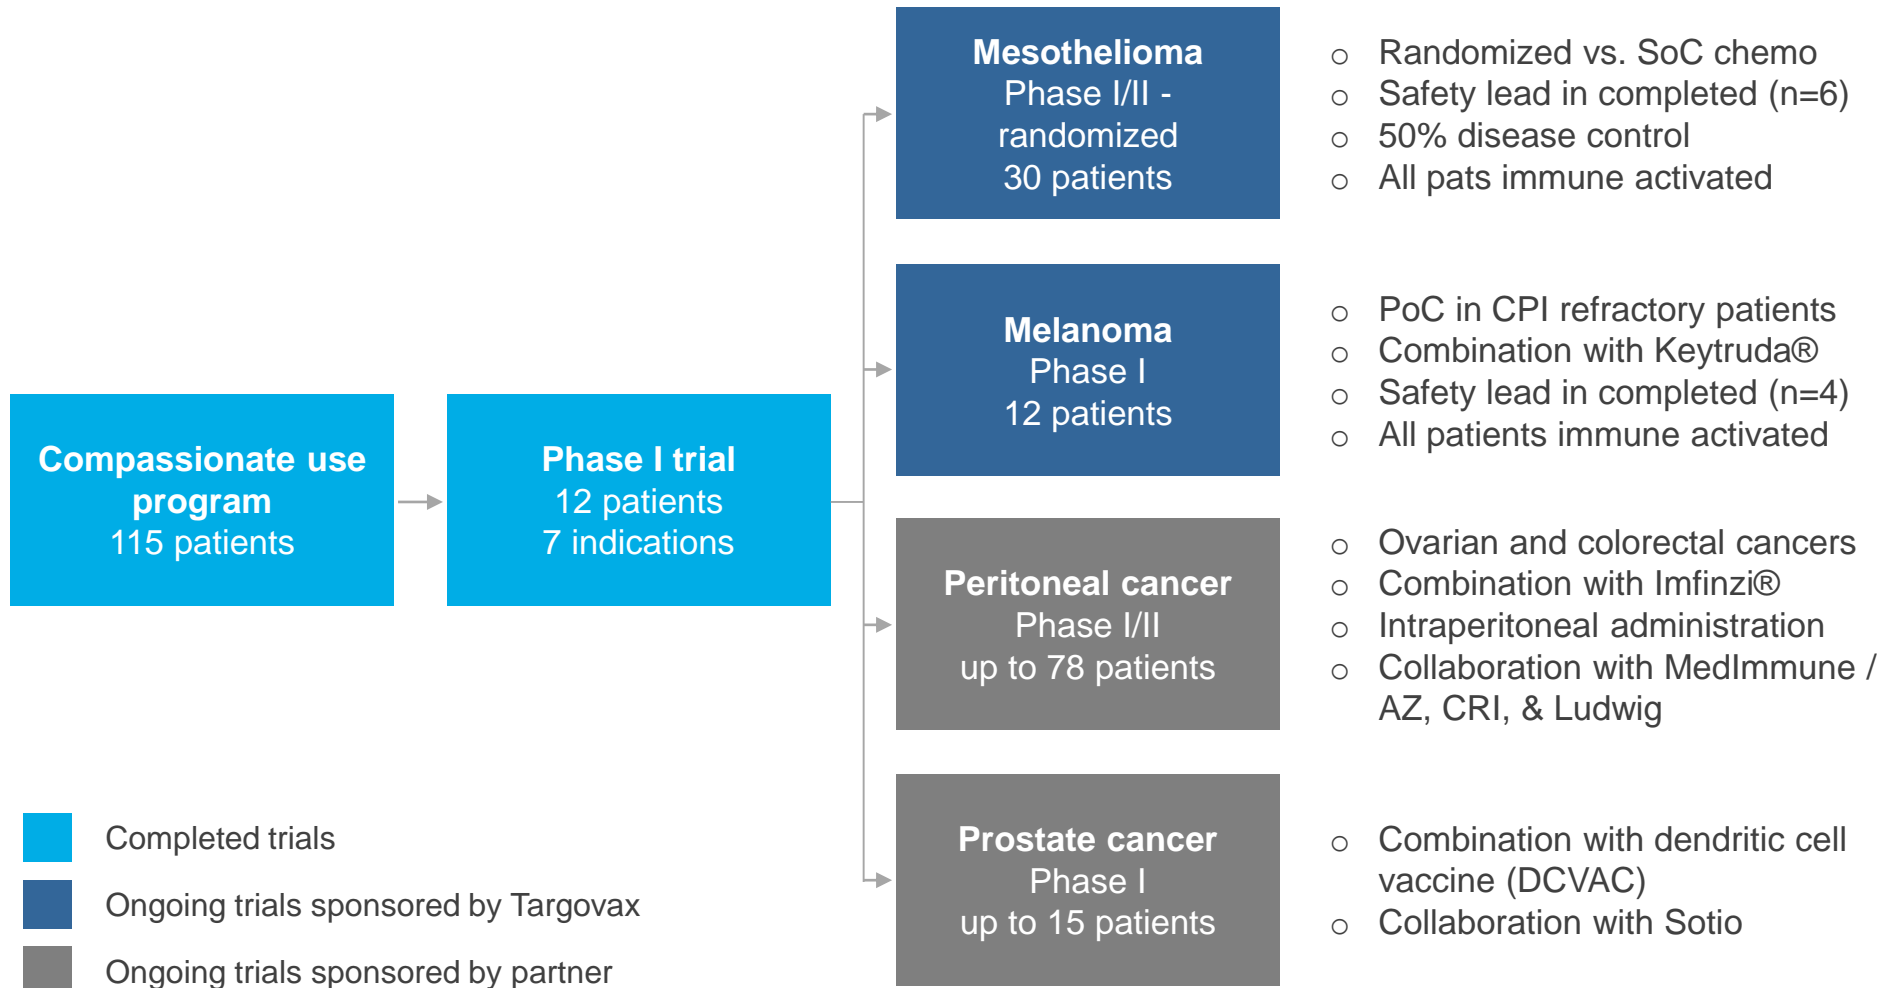 Compassionate use
program
115 patients
Phase I trial
12 patients
7 indications
Mesothelioma
Phase I/II -
randomized
30 patients
○ Randomized vs. SoC chemo
○ Safety lead in completed (n=6)
○ 50% disease control
○ All pats immune activated
Melanoma
Phase I
12 patients
○ PoC in CPI refractory patients
○ Combination with Keytruda®
○ Safety lead in completed (n=4)
○ All patients immune activated
Peritoneal cancer
Phase I/II
up to 78 patients
○ Ovarian and colorectal cancers
○ Combination with Imfinzi®
○ Intraperitoneal administration
○ Collaboration with MedImmune /
AZ, CRI, & Ludwig
Prostate cancer
Phase I
up to 15 patients
○ Combination with dendritic cell
vaccine (DCVAC)
○ Collaboration with Sotio
Completed trials
Ongoing trials sponsored by Targovax
Ongoing trials sponsored by partner